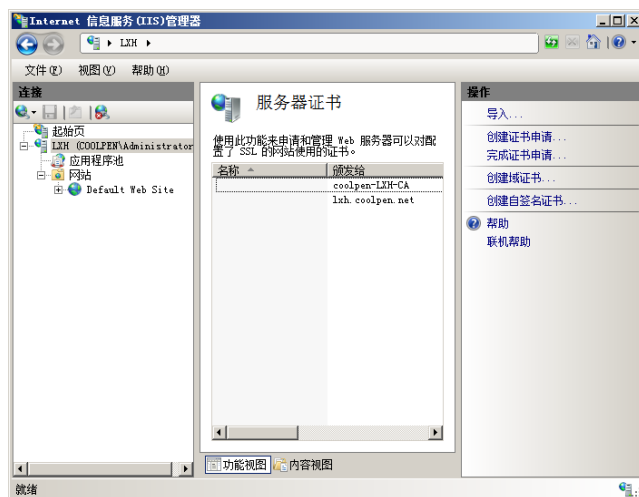 Internet 信息服务(IIS)管理器
LXH
文件(F) 视图(V) 帮助(H)
连接
起始页
LXH (COOLPEN\Administrator
应用程序池
网站
Default Web Site
服务器证书
使用此功能来申请和管理 Web 服务器可以对配
置了 SSL 的网站使用的证书。
名称 颁发给
coolpen-LXH-CA
lxh.coolpen.net
功能视图 内容视图
操作
导入...
创建证书申请...
完成证书申请...
创建域证书...
创建自签名证书...
帮助
联机帮助
就绪